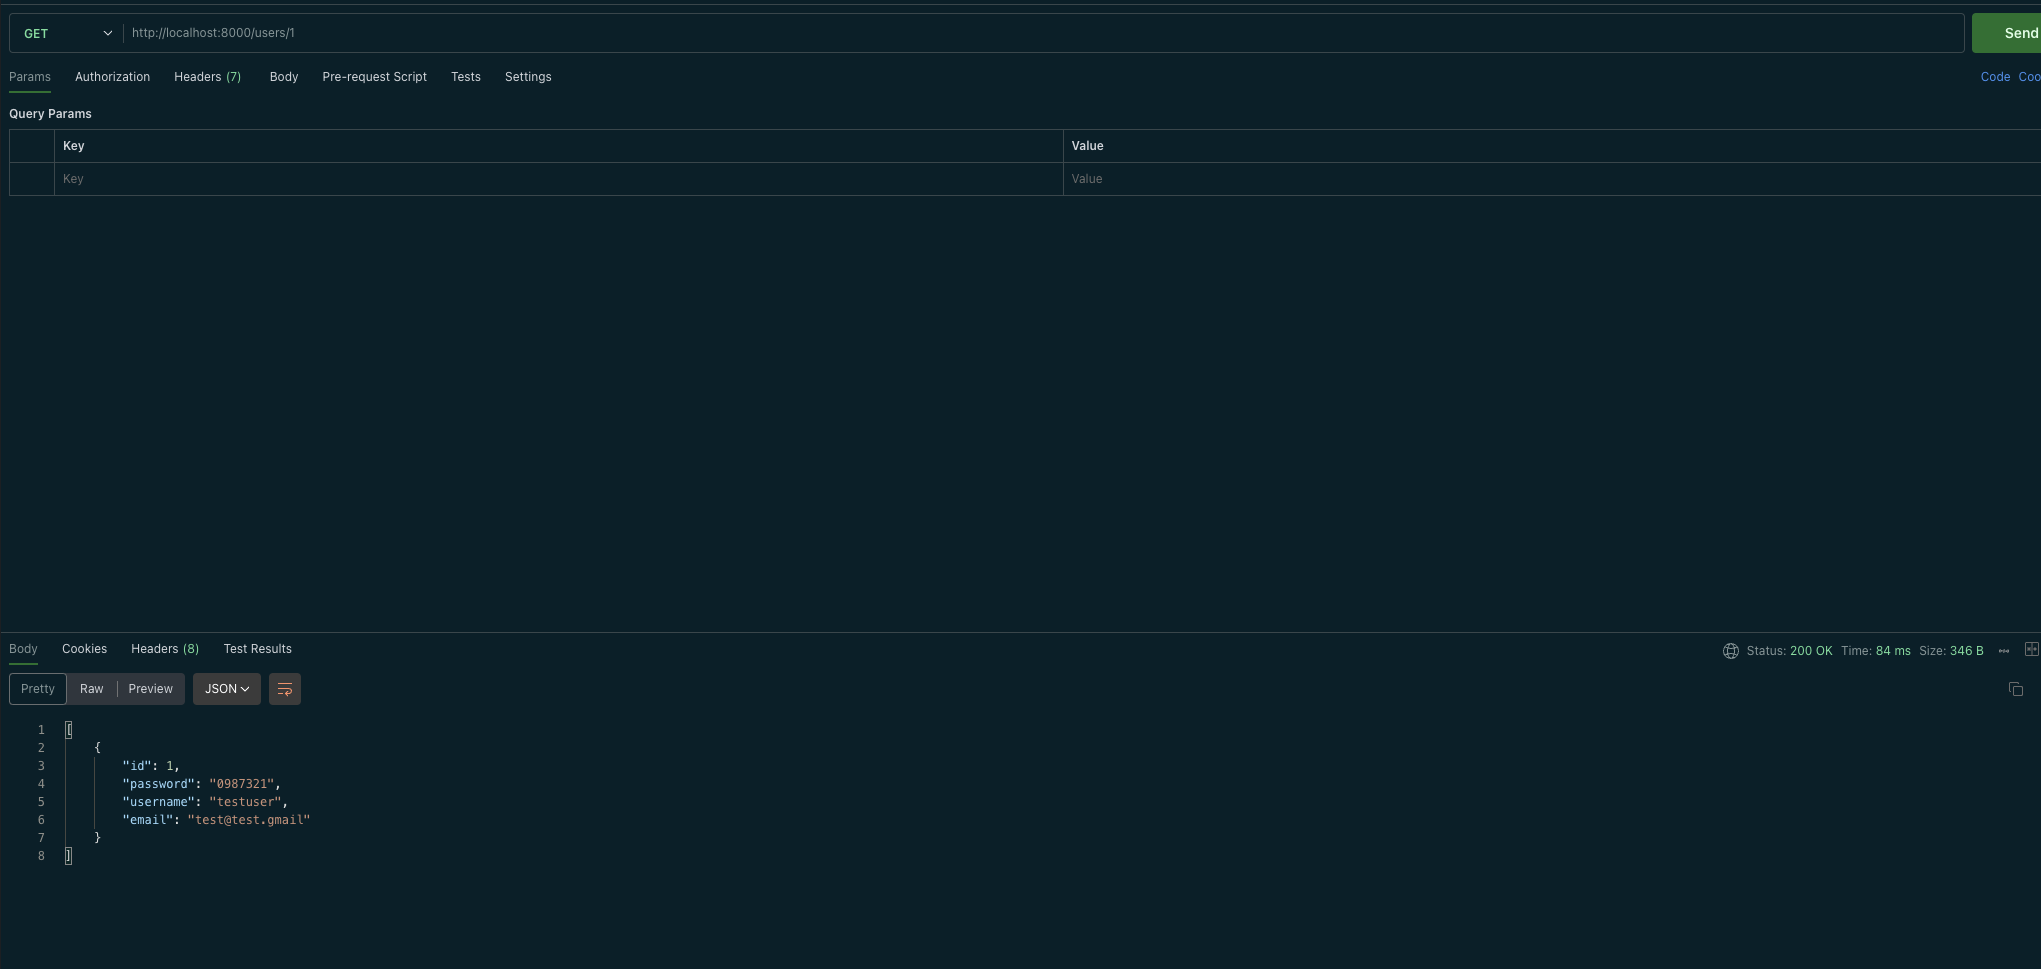 GET http://localhost:8000/users/1 Send
Params Authorization Headers (7) Body Pre-request Script Tests Settings Code Coo
Query Params
Key Value
Key Value
Body Cookies Headers (8) Test Results Status: 200 OK Time: 84 ms Size: 346 B
Pretty Raw Preview JSON
1 [
2 {
3 "id": 1,
4 "password": "0987321",
5 "username": "testuser",
6 "email": "test@test.gmail"
7 }
8 ]